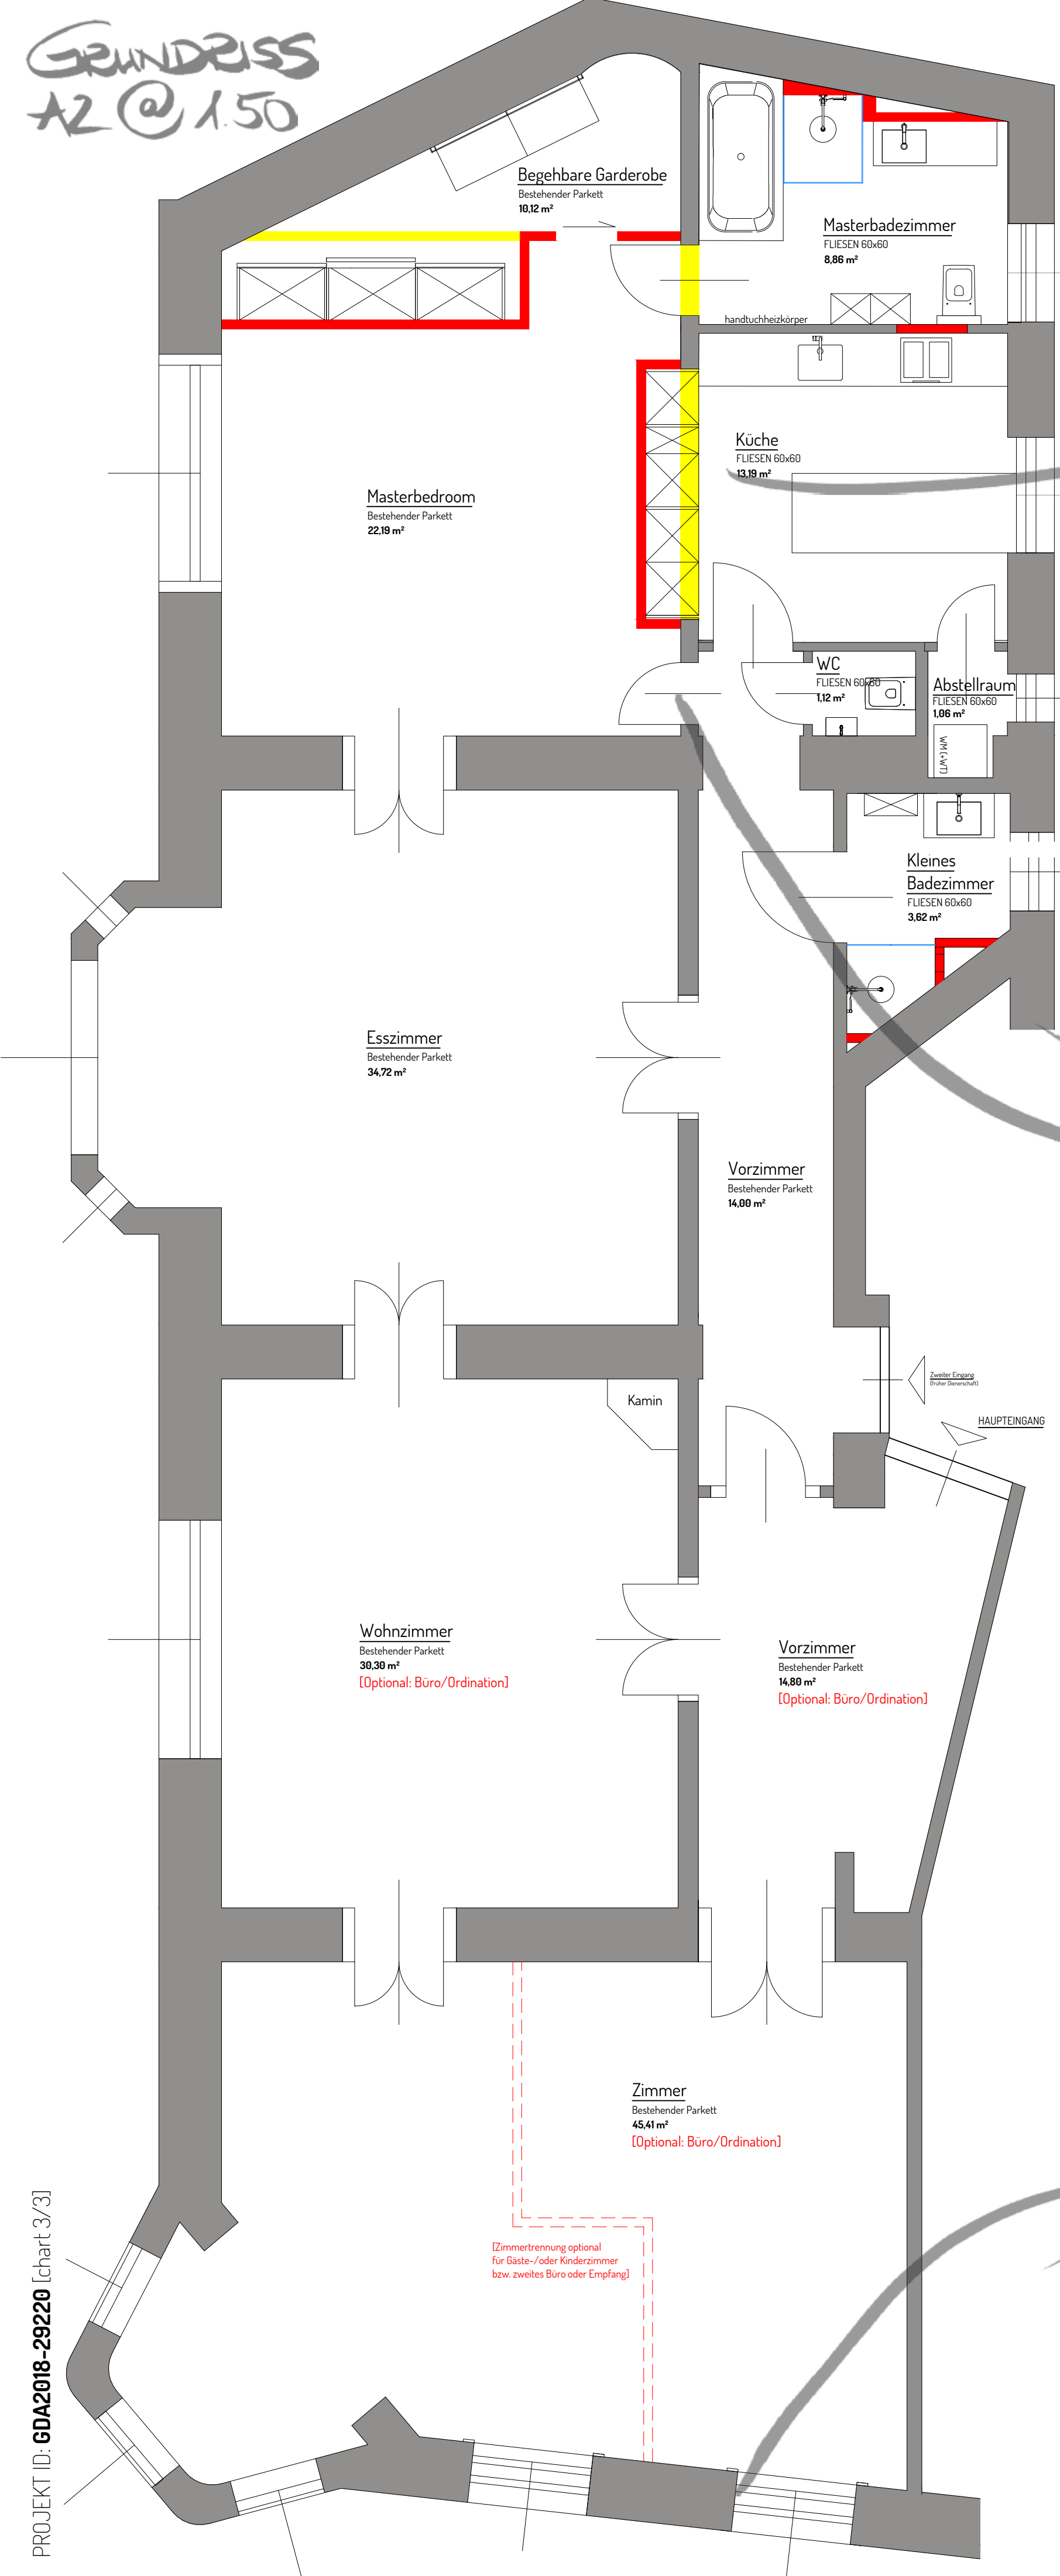 GRUNDRISS
A2 @ 1.50
Begehbare Garderobe
Bestehender Parkett
10,12 m²
Masterbadezimmer
FLIESEN 60x60
8,86 m²
handtuchheizkörper
Küche
FLIESEN 60x60
13,19 m²
Masterbedroom
Bestehender Parkett
22,19 m²
WC
FLIESEN 60x60
1,12 m²
Abstellraum
FLIESEN 60x60
1,06 m²
WM (+WT)
Kleines
Badezimmer
FLIESEN 60x60
3,62 m²
Esszimmer
Bestehender Parkett
34,72 m²
Vorzimmer
Bestehender Parkett
14,00 m²
Zweiter Eingang
(früher Dienerschaft)
HAUPTEINGANG
Kamin
Wohnzimmer
Bestehender Parkett
30,30 m²
[Optional: Büro/Ordination]
Vorzimmer
Bestehender Parkett
14,80 m²
[Optional: Büro/Ordination]
Zimmer
Bestehender Parkett
45,41 m²
[Optional: Büro/Ordination]
[Zimmertrennung optional
für Gäste-/oder Kinderzimmer
bzw. zweites Büro oder Empfang]
PROJEKT ID: GDA2018-29220 [chart 3/3]